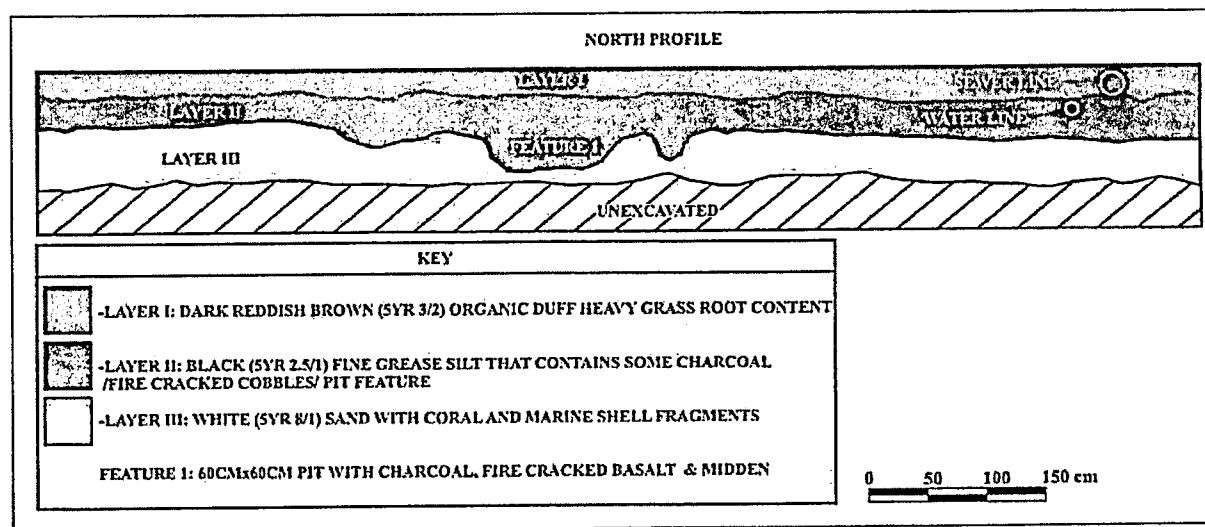 NORTH PROFILE
LAYER I
SEWER LINE
LAYER II
WATER LINE
FEATURE 1
LAYER III
UNEXCAVATED
KEY
-LAYER I: DARK REDDISH BROWN (5YR 3/2) ORGANIC DUFF HEAVY GRASS ROOT CONTENT
-LAYER II: BLACK (5YR 2.5/1) FINE GREASE SILT THAT CONTAINS SOME CHARCOAL
/FIRE CRACKED COBBLES/ PIT FEATURE
-LAYER III: WHITE (5YR 8/1) SAND WITH CORAL AND MARINE SHELL FRAGMENTS
FEATURE 1: 60CMx60CM PIT WITH CHARCOAL, FIRE CRACKED BASALT & MIDDEN
0 50 100 150 cm